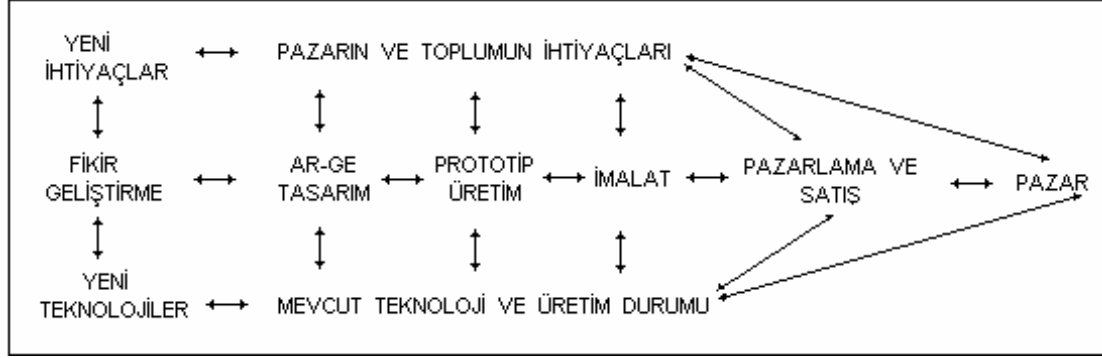 YENİ
İHTİYAÇLAR
PAZARIN VE TOPLUMUN İHTİYAÇLARI
FİKİR
GELİŞTİRME
AR-GE
TASARIM
PROTOTİP
ÜRETİM
İMALAT
PAZARLAMA VE
SATIŞ
PAZAR
YENİ
TEKNOLOJİLER
MEVCUT TEKNOLOJİ VE ÜRETİM DURUMU